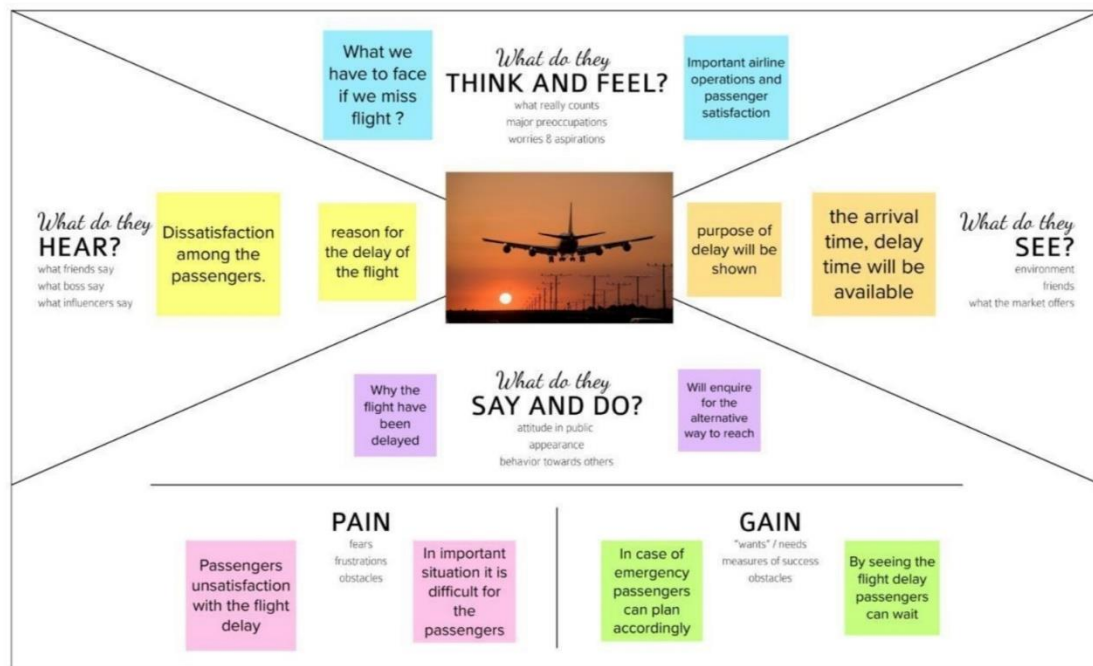 What we
have to face
if we miss
flight ?
What do they
THINK AND FEEL?
what really counts
major preoccupations
worries & aspirations
Important airline
operations and
passenger
satisfaction
What do they
HEAR?
what friends say
what boss say
what influencers say
Dissatisfaction
among the
passengers.
reason for
the delay of
the flight
purpose of
delay will be
shown
the arrival
time, delay
time will be
available
What do they
SEE?
environment
friends
what the market offers
Why the
flight have
been
delayed
What do they
SAY AND DO?
attitude in public
appearance
behavior towards others
Will enquire
for the
alternative
way to reach
PAIN
fears
frustrations
obstacles
Passengers
unsatisfaction
with the flight
delay
In important
situation it is
difficult for
the
passengers
GAIN
"wants" / needs
measures of success
obstacles
In case of
emergency
passengers
can plan
accordingly
By seeing the
flight delay
passengers
can wait